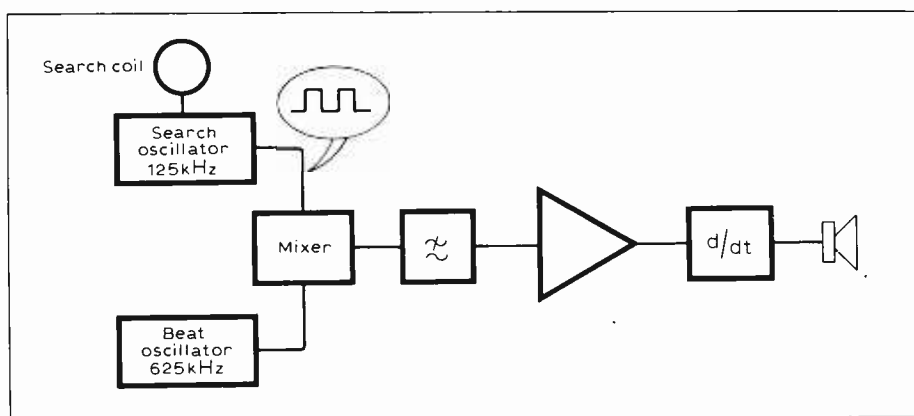 Search coil
Search
oscillator
125kHz
Mixer
d/dt
Beat
oscillator
625kHz